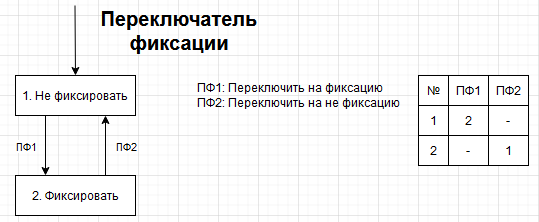 Переключатель
фиксации
1. Не фиксировать
ПФ1
ПФ2
2. Фиксировать
ПФ1: Переключить на фиксацию
ПФ2: Переключить на не фиксацию
№ ПФ1 ПФ2
1 2 -
2 - 1